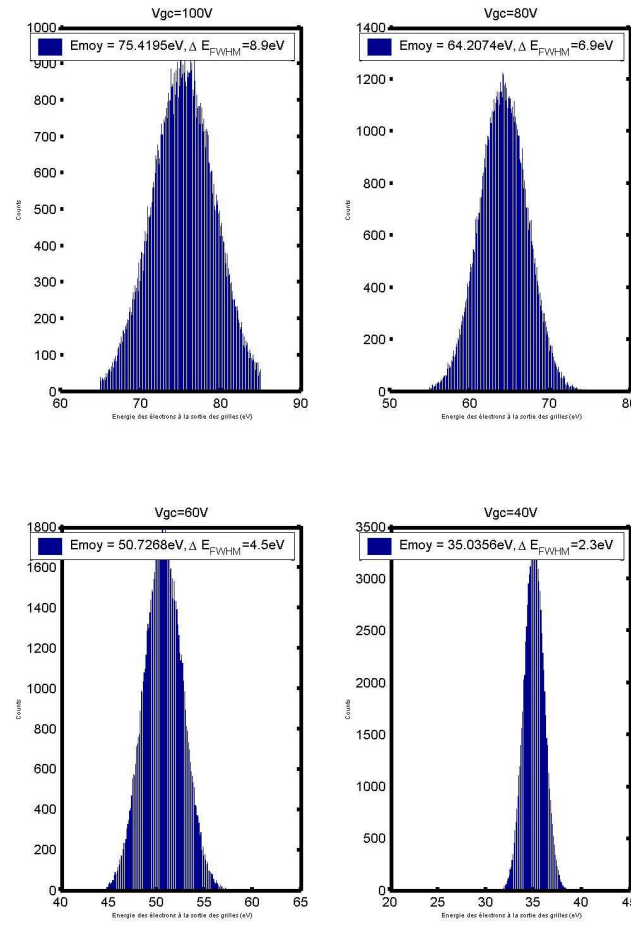 Vgc=100V
Emoy = 75.4195eV, Δ E_FWHM=8.9eV
1000
900
800
700
600
500
400
300
200
100
0
Counts
60 70 80 90
Energie des électrons à la sortie des grilles (eV)
Vgc=80V
Emoy = 64.2074eV, Δ E_FWHM=6.9eV
1400
1200
1000
800
600
400
200
0
Counts
50 60 70 80
Energie des électrons à la sortie des grilles (eV)
Vgc=60V
Emoy = 50.7268eV, Δ E_FWHM=4.5eV
1800
1600
1400
1200
1000
800
600
400
200
0
Counts
40 45 50 55 60 65
Energie des électrons à la sortie des grilles (eV)
Vgc=40V
Emoy = 35.0356eV, Δ E_FWHM=2.3eV
3500
3000
2500
2000
1500
1000
500
0
Counts
20 25 30 35 40 45
Energie des électrons à la sortie des grilles (eV)